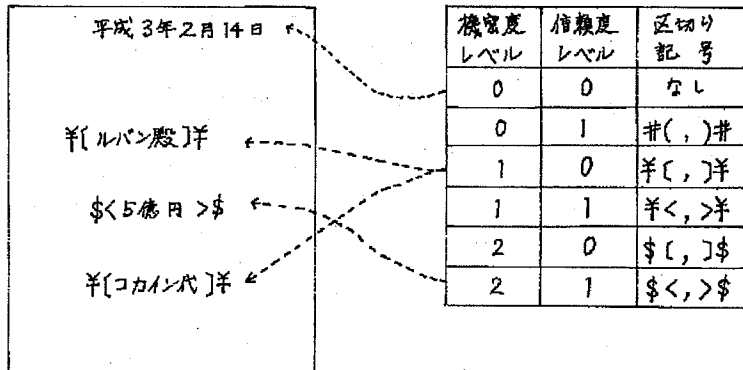 平成3年2月14日
¥[ルパン殿]¥
$<5億円>$
¥[コカイン代]¥
機密度 信頼度 区切り
レベル レベル 記号
0 0 なし
0 1 #( , )#
1 0 ¥[ , ]¥
1 1 ¥< , >¥
2 0 $[ , ]$
2 1 $< , >$